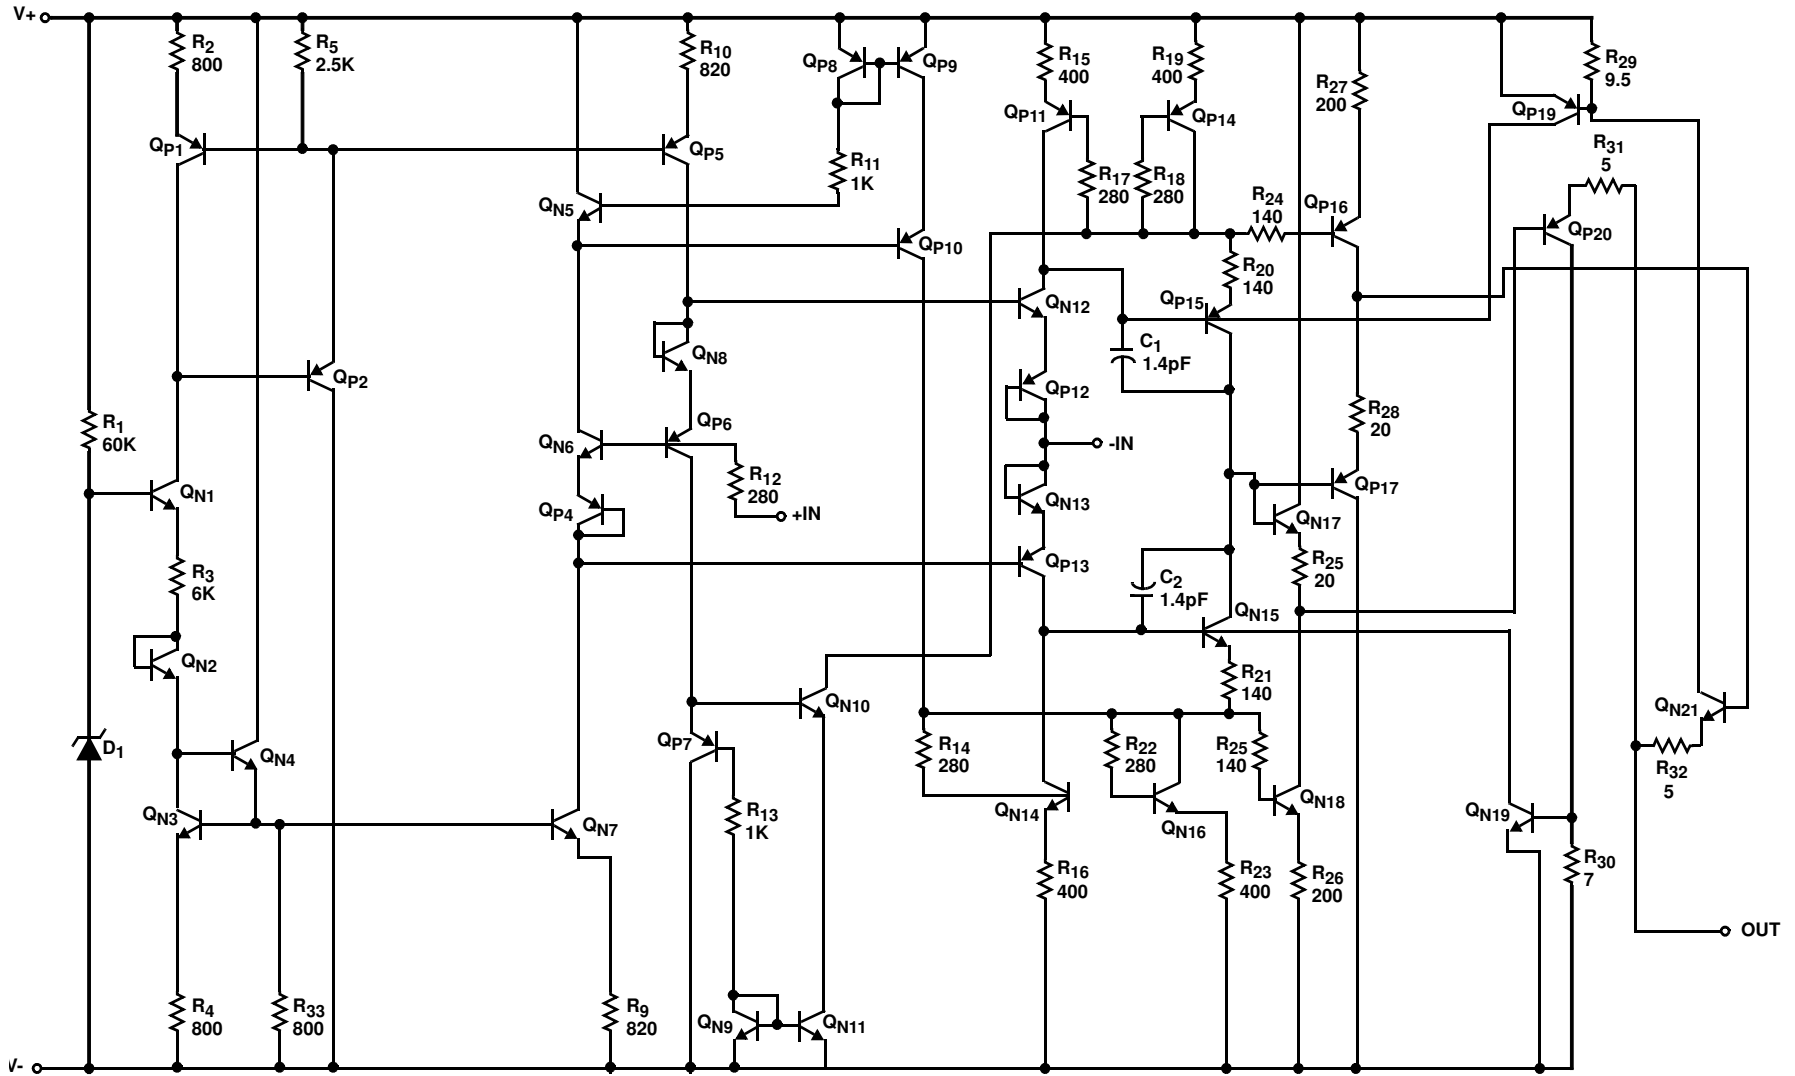 V+
R2
800
R5
2.5K
R10
820
QP8
QP9
R15
400
R19
400
R27
200
R29
9.5
QP1
QP5
R11
1K
QP11
QP14
QP19
R31
5
R17
280
R18
280
R24
140
QP16
QN5
QP10
QP20
R20
140
QN12
QP15
QN8
C1
1.4pF
QP2
QP12
R1
60K
QP6
QN6
-IN
R28
20
R12
280
QN1
QN13
QP17
QP4
+IN
QN17
QP13
R25
20
R3
6K
C2
1.4pF
QN15
QN2
R21
140
QN10
QN21
D1
QN4
QP7
R14
280
R22
280
R25
140
R32
5
QN3
QN7
R13
1K
QN14
QN16
QN18
QN19
R16
400
R23
400
R26
200
R30
7
OUT
R4
800
R33
800
R9
820
QN9
QN11
V-